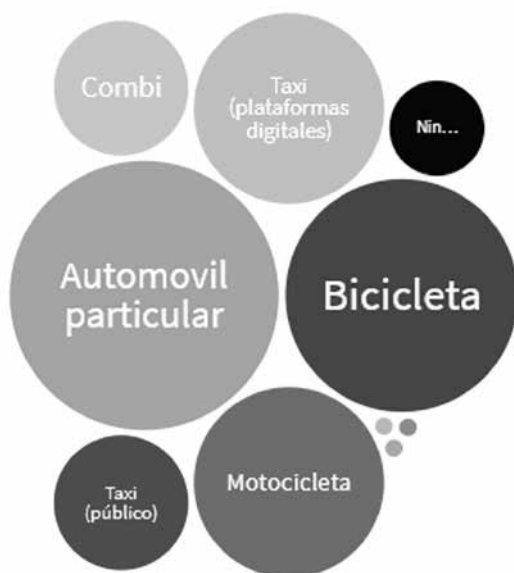 Combi
Taxi
(plataformas
digitales)
Nin...
Automovil
particular
Bicicleta
Motocicleta
Taxi
(público)